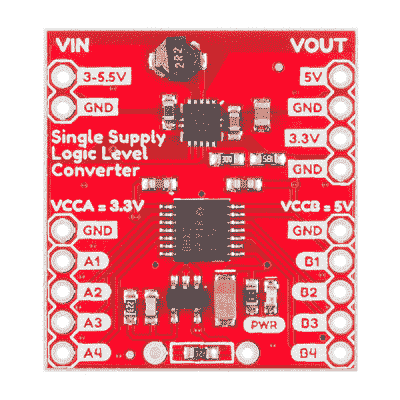 VIN
VOUT
2R2
3-5.5V
5V
GND
GND
3.3V
Single Supply
Logic Level
Converter
GND
VCCA = 3.3V
VCCB = 5V
GND
GND
A1
B1
A2
B2
A3
B3
PWR
A4
B4